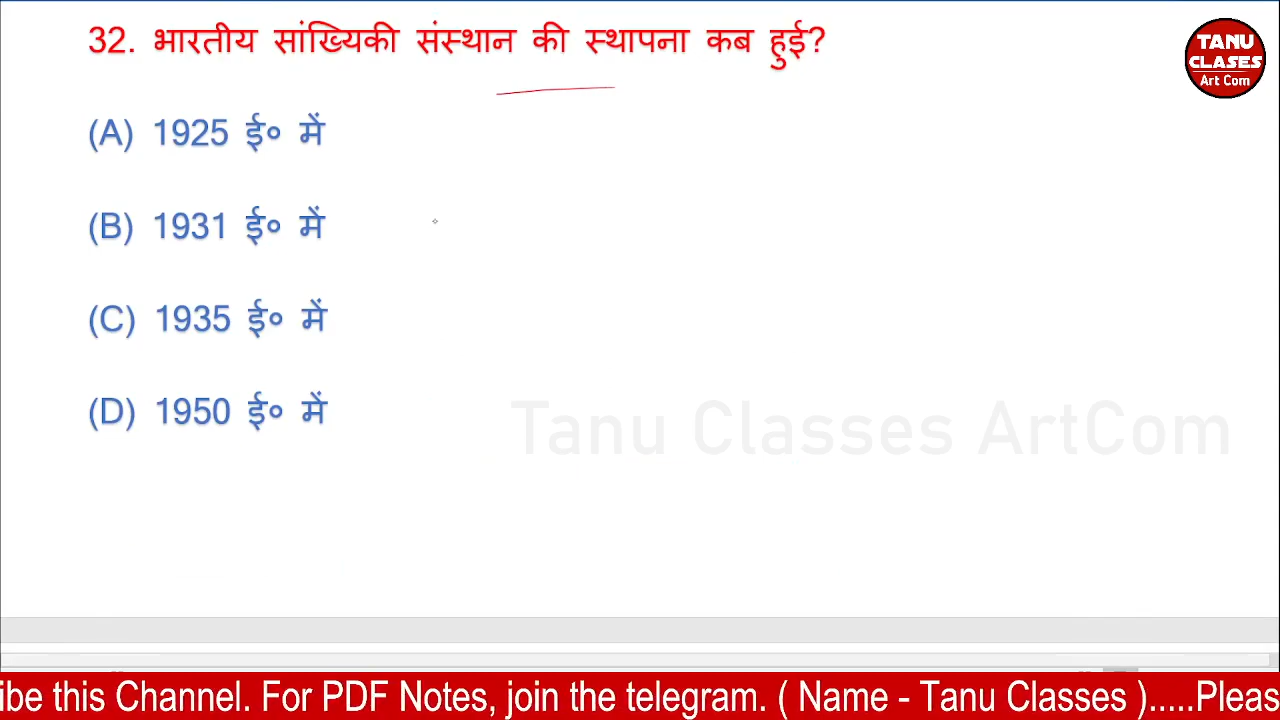 32. भारतीय सांख्यिकी संस्थान की स्थापना कब हुई?
TANU
CLASES
Art Com
(A) 1925 ई० में
(B) 1931 ई० में
(C) 1935 ई० में
(D) 1950 ई० में
Tanu Classes ArtCom
ibe this Channel. For PDF Notes, join the telegram. ( Name - Tanu Classes ).....Pleas